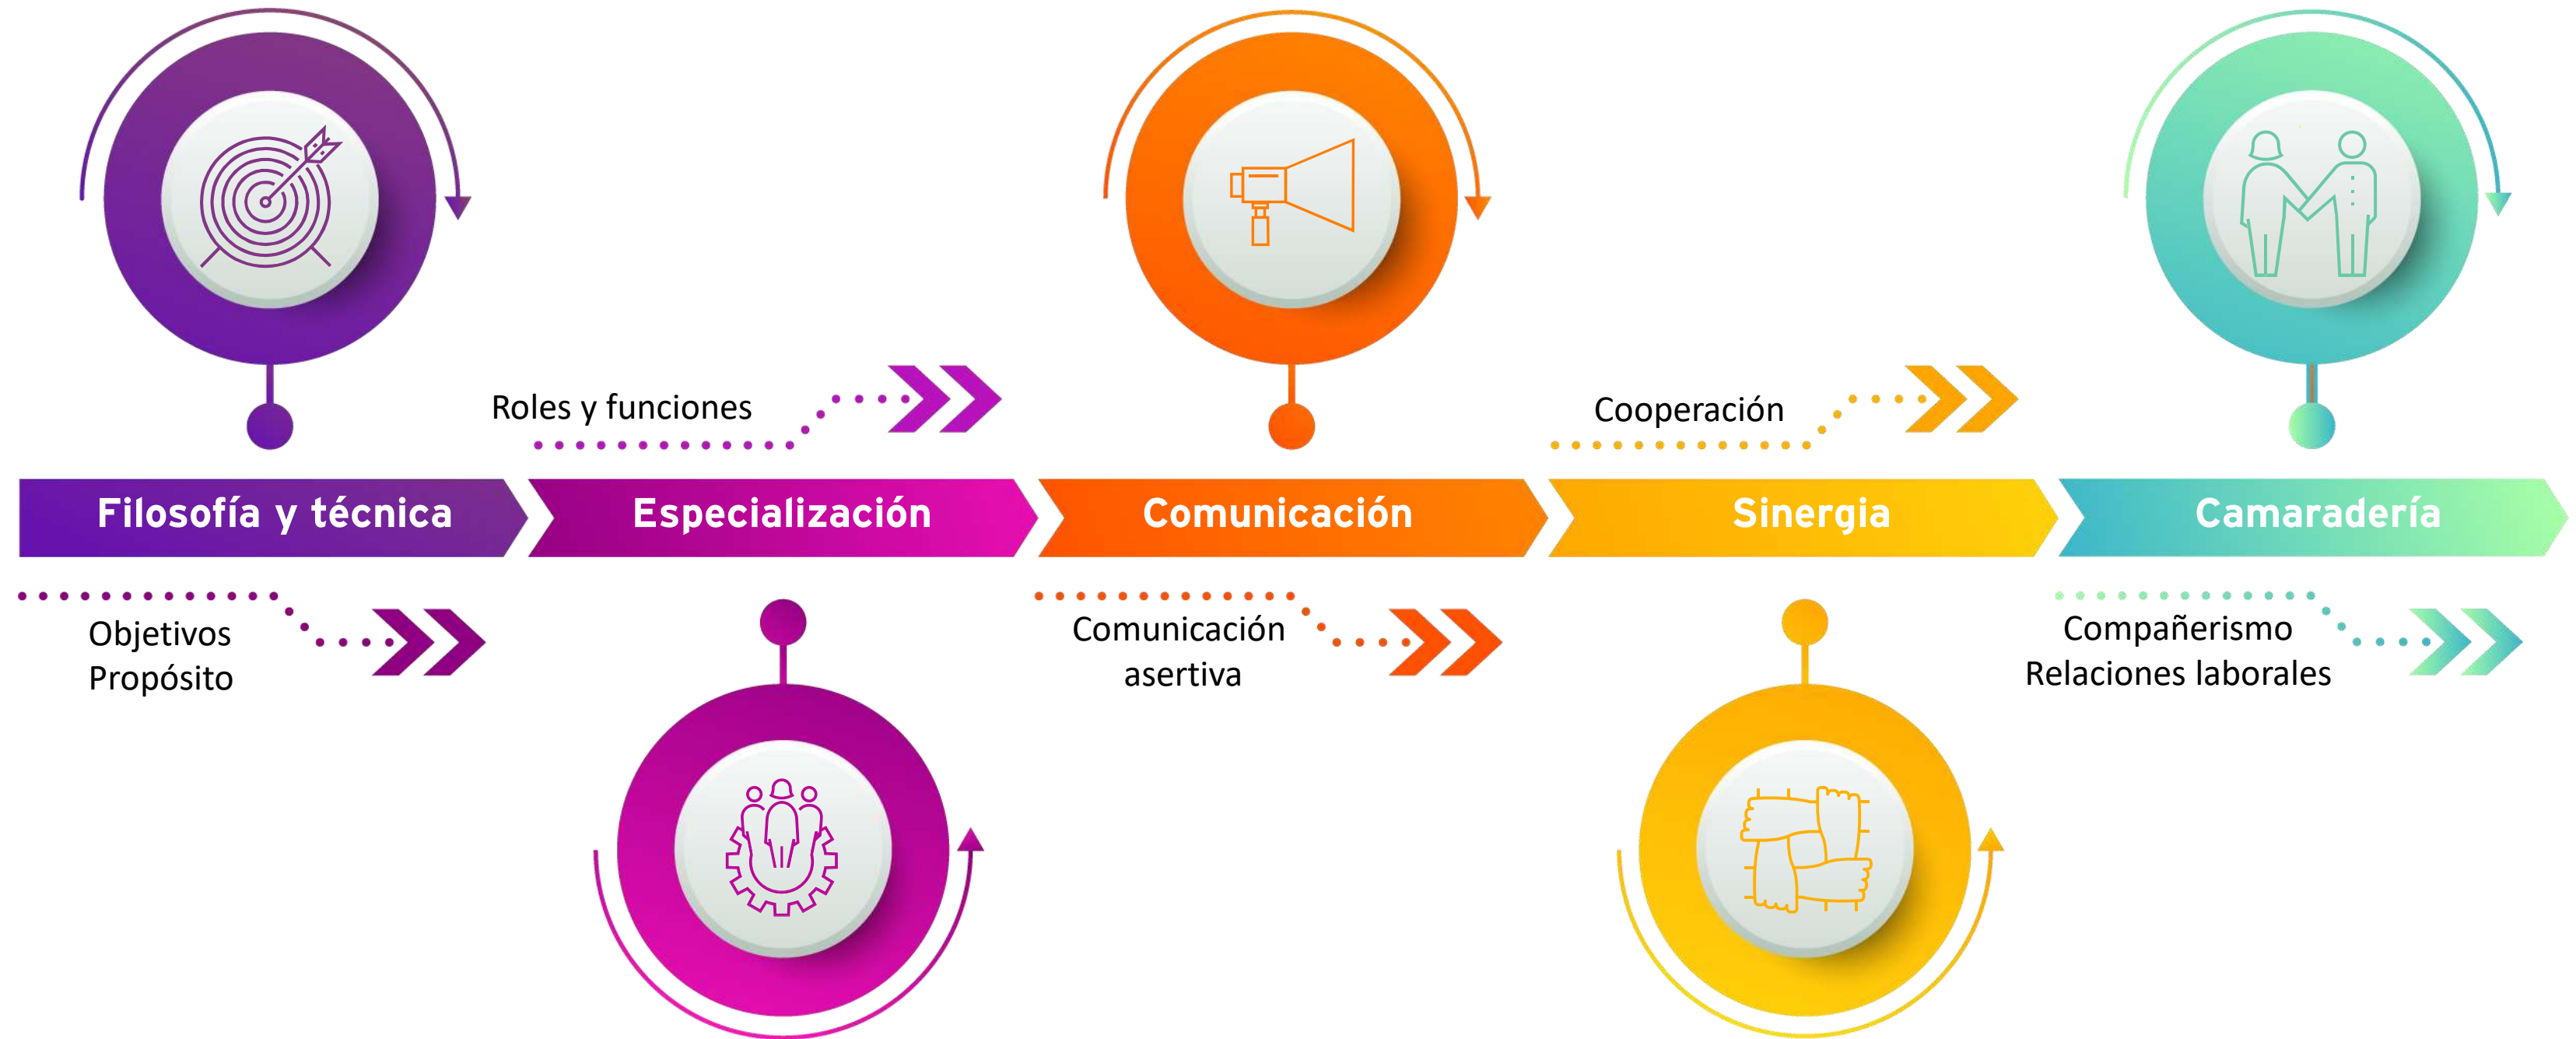 Roles y funciones
Cooperación
Filosofía y técnica
Especialización
Comunicación
Sinergia
Camaradería
Objetivos
Propósito
Comunicación
asertiva
Compañerismo
Relaciones laborales